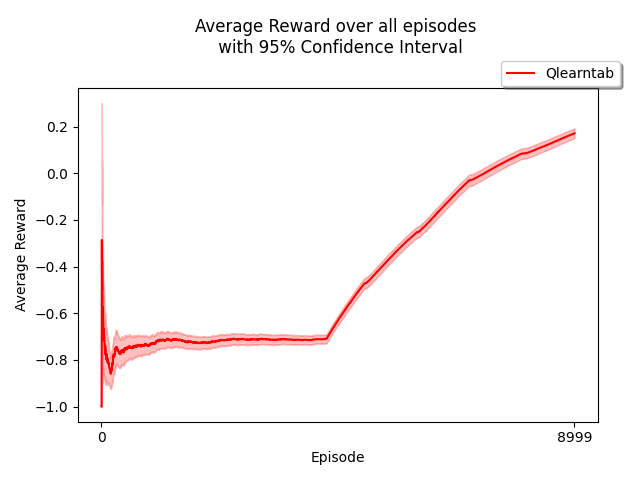 Average Reward over all episodes
with 95% Confidence Interval
Qlearntab
0.2
0.0
−0.2
−0.4
−0.6
−0.8
−1.0
Average Reward
0
8999
Episode